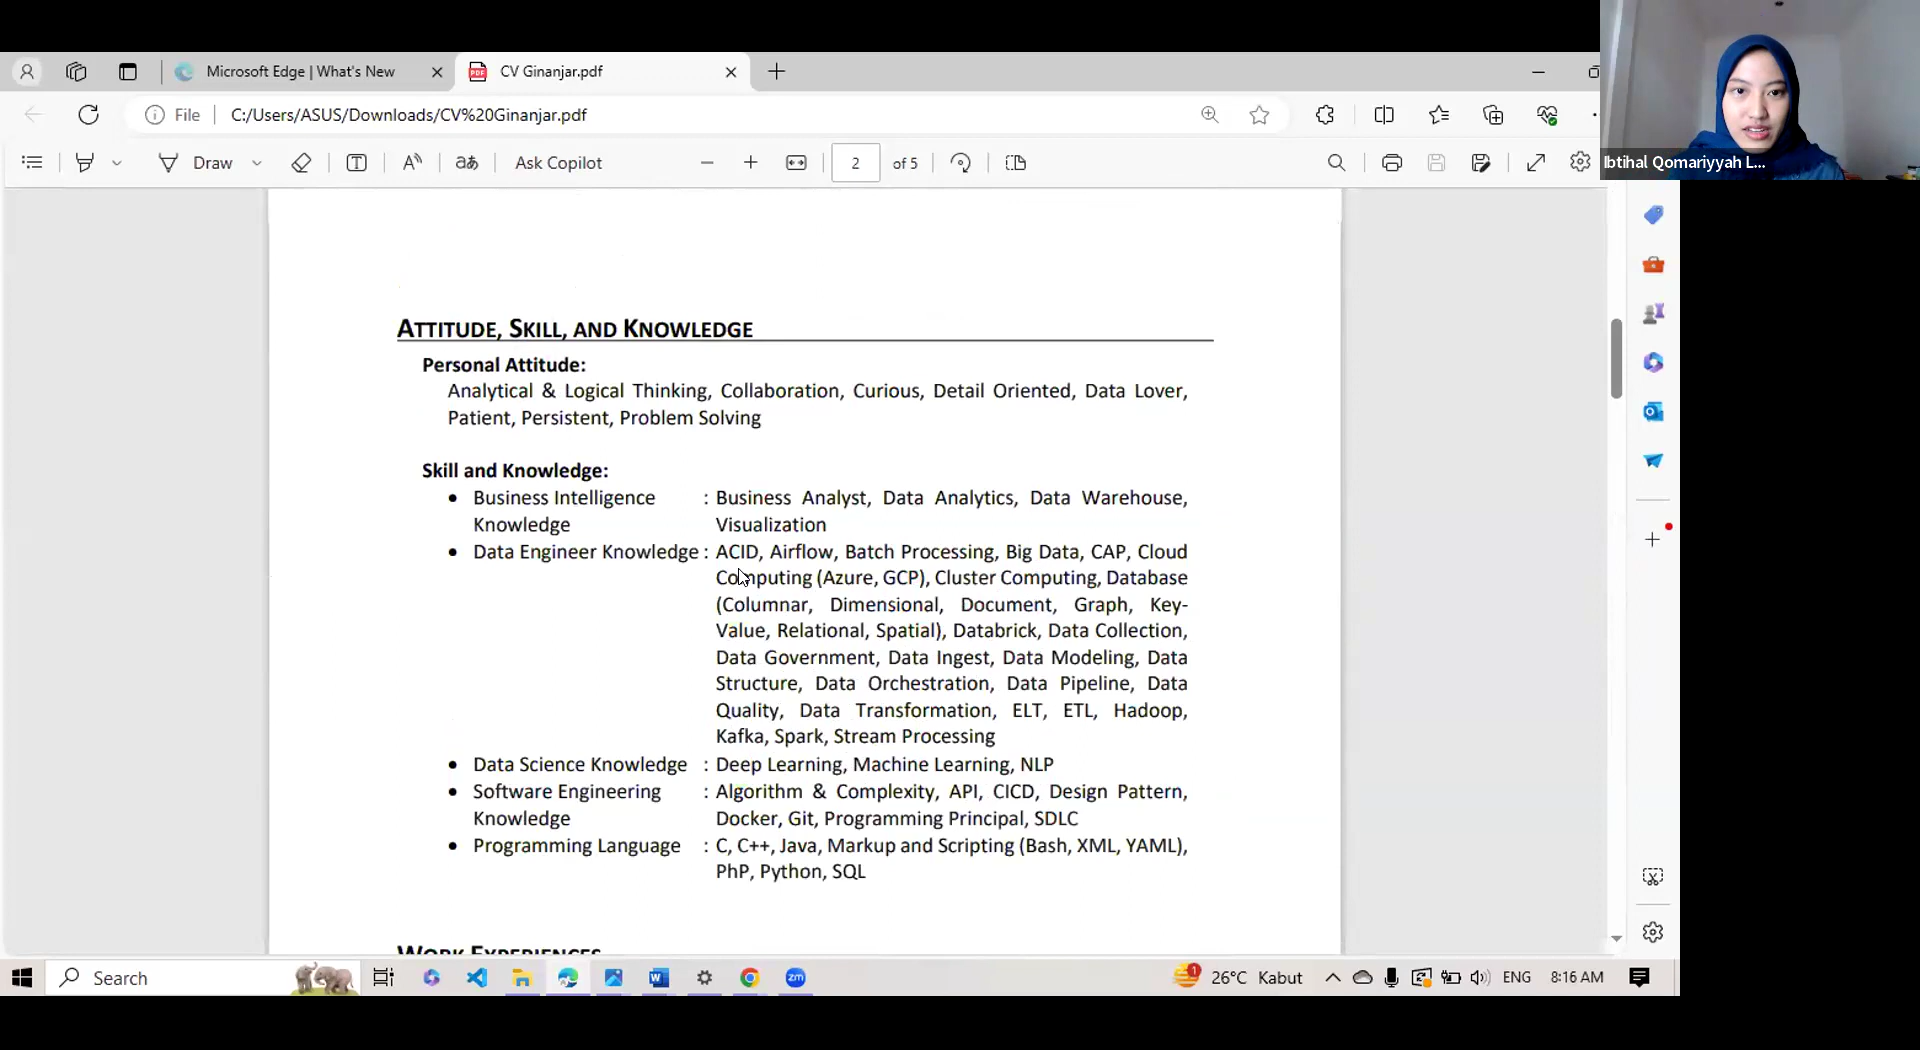 Microsoft Edge | What's New
CV Ginanjar.pdf
File
C:/Users/ASUS/Downloads/CV%20Ginanjar.pdf
Draw
Ask Copilot
2
of 5
Ibtihal Qomariyyah L...
ATTITUDE, SKILL, AND KNOWLEDGE
Personal Attitude:
Analytical & Logical Thinking, Collaboration, Curious, Detail Oriented, Data Lover,
Patient, Persistent, Problem Solving
Skill and Knowledge:
• Business Intelligence : Business Analyst, Data Analytics, Data Warehouse,
Knowledge Visualization
• Data Engineer Knowledge : ACID, Airflow, Batch Processing, Big Data, CAP, Cloud
Computing (Azure, GCP), Cluster Computing, Database
(Columnar, Dimensional, Document, Graph, Key-
Value, Relational, Spatial), Databrick, Data Collection,
Data Government, Data Ingest, Data Modeling, Data
Structure, Data Orchestration, Data Pipeline, Data
Quality, Data Transformation, ELT, ETL, Hadoop,
Kafka, Spark, Stream Processing
• Data Science Knowledge : Deep Learning, Machine Learning, NLP
• Software Engineering : Algorithm & Complexity, API, CICD, Design Pattern,
Knowledge Docker, Git, Programming Principal, SDLC
• Programming Language : C, C++, Java, Markup and Scripting (Bash, XML, YAML),
PhP, Python, SQL
WORK EXPERIENCES
Search
zm
1
26°C Kabut
ENG
8:16 AM